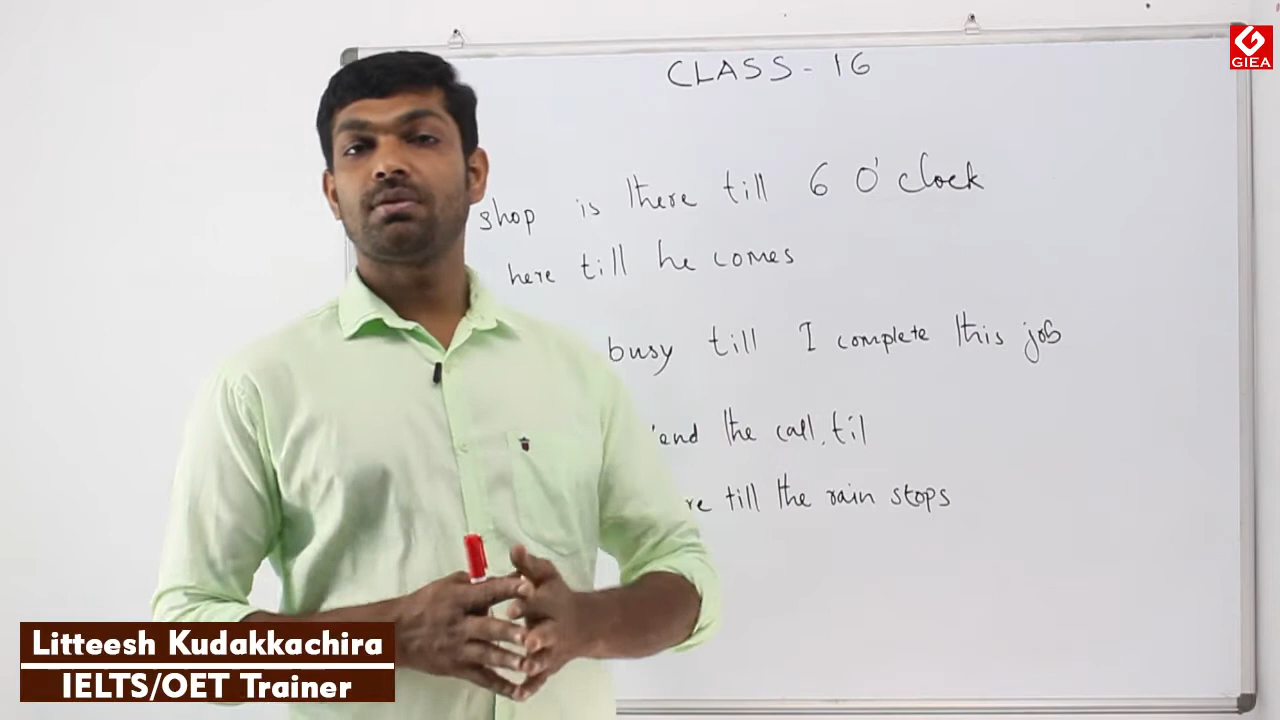 GIEA
CLASS - 16
shop is there till 6 O'clock
here till he comes
busy till I complete this job
end the call, til
re till the rain stops
Litteesh Kudakkachira
IELTS/OET Trainer